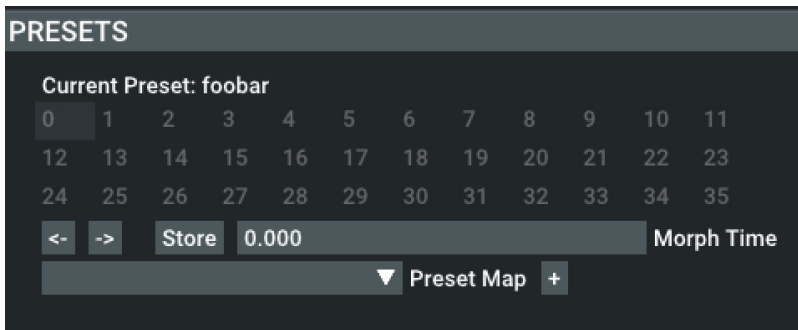 PRESETS
Current Preset: foobar
0 1 2 3 4 5 6 7 8 9 10 11
12 13 14 15 16 17 18 19 20 21 22 23
24 25 26 27 28 29 30 31 32 33 34 35
<- -> Store 0.000 Morph Time
Preset Map +